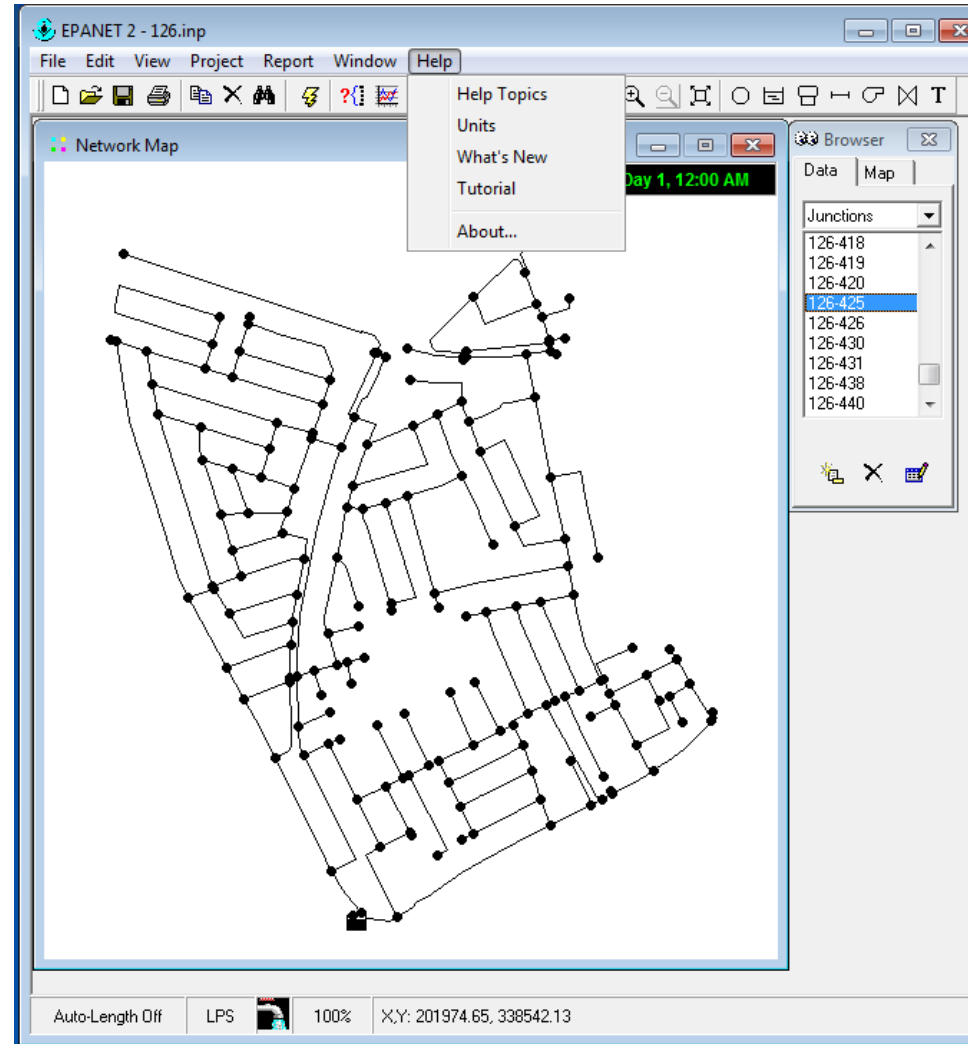 EPANET 2 - 126.inp
File Edit View Project Report Window Help
?{} T
Help Topics
Units
What's New
Tutorial
About...
Network Map
Day 1, 12:00 AM
Browser
Data Map
Junctions
126-418
126-419
126-420
126-425
126-426
126-430
126-431
126-438
126-440
Auto-Length Off LPS 100% X,Y: 201974.65, 338542.13